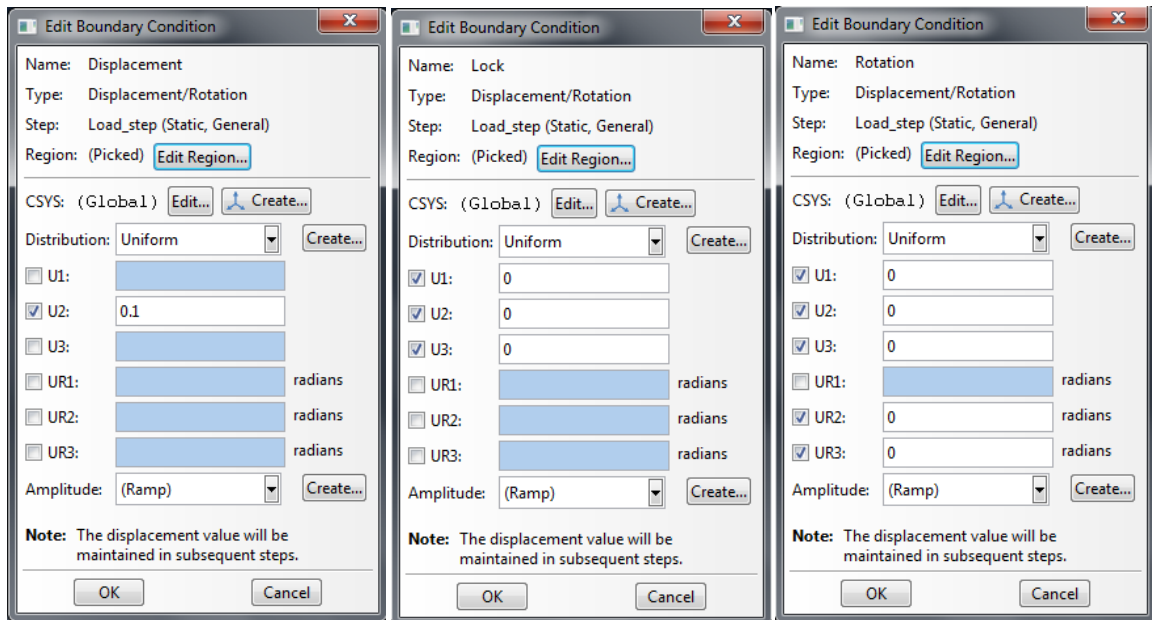 Edit Boundary Condition
Name: Displacement
Type: Displacement/Rotation
Step: Load_step (Static, General)
Region: (Picked) Edit Region...
CSYS: (Global) Edit... Create...
Distribution: Uniform Create...
U1:
U2: 0.1
U3:
UR1: radians
UR2: radians
UR3: radians
Amplitude: (Ramp) Create...
Note: The displacement value will be
maintained in subsequent steps.
OK Cancel
Edit Boundary Condition
Name: Lock
Type: Displacement/Rotation
Step: Load_step (Static, General)
Region: (Picked) Edit Region...
CSYS: (Global) Edit... Create...
Distribution: Uniform Create...
U1: 0
U2: 0
U3: 0
UR1: radians
UR2: radians
UR3: radians
Amplitude: (Ramp) Create...
Note: The displacement value will be
maintained in subsequent steps.
OK Cancel
Edit Boundary Condition
Name: Rotation
Type: Displacement/Rotation
Step: Load_step (Static, General)
Region: (Picked) Edit Region...
CSYS: (Global) Edit... Create...
Distribution: Uniform Create...
U1: 0
U2: 0
U3: 0
UR1: radians
UR2: 0 radians
UR3: 0 radians
Amplitude: (Ramp) Create...
Note: The displacement value will be
maintained in subsequent steps.
OK Cancel